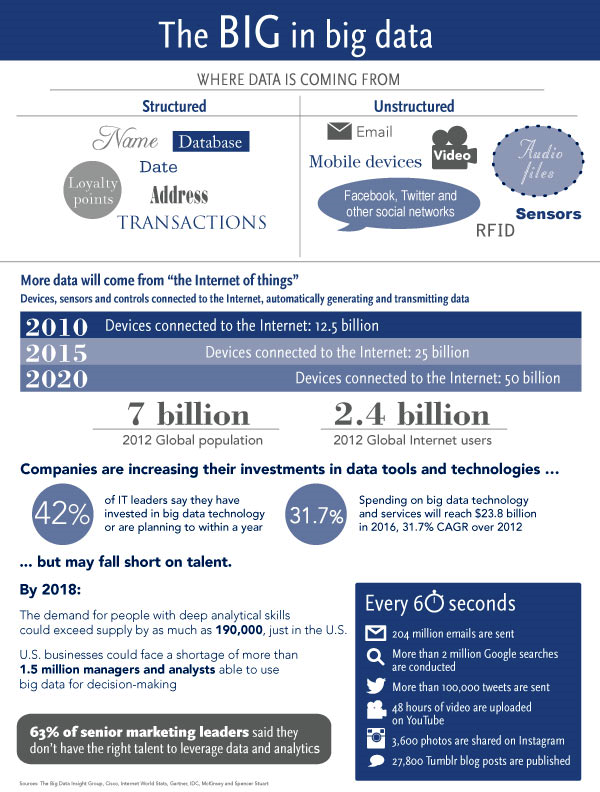 The BIG in big data
WHERE DATA IS COMING FROM
Structured
Name
Database
Date
Loyalty
points
Address
TRANSACTIONS
Unstructured
Email
Video
Audio
files
Mobile devices
Facebook, Twitter and
other social networks
Sensors
RFID
More data will come from “the Internet of things”
Devices, sensors and controls connected to the Internet, automatically generating and transmitting data
2010 Devices connected to the Internet: 12.5 billion
2015 Devices connected to the Internet: 25 billion
2020 Devices connected to the Internet: 50 billion
7 billion
2012 Global population
2.4 billion
2012 Global Internet users
Companies are increasing their investments in data tools and technologies ...
42%
of IT leaders say they have
invested in big data technology
or are planning to within a year
31.7%
Spending on big data technology
and services will reach $23.8 billion
in 2016, 31.7% CAGR over 2012
... but may fall short on talent.
By 2018:
The demand for people with deep analytical skills
could exceed supply by as much as 190,000, just in the U.S.
U.S. businesses could face a shortage of more than
1.5 million managers and analysts able to use
big data for decision-making
63% of senior marketing leaders said they
don't have the right talent to leverage data and analytics
Every 60 seconds
204 million emails are sent
More than 2 million Google searches
are conducted
More than 100,000 tweets are sent
48 hours of video are uploaded
on YouTube
3,600 photos are shared on Instagram
27,800 Tumblr blog posts are published
Sources: The Big Data Insight Group, Cisco, Internet World Stats, Gartner, IDC, McKinsey and Spencer Stuart